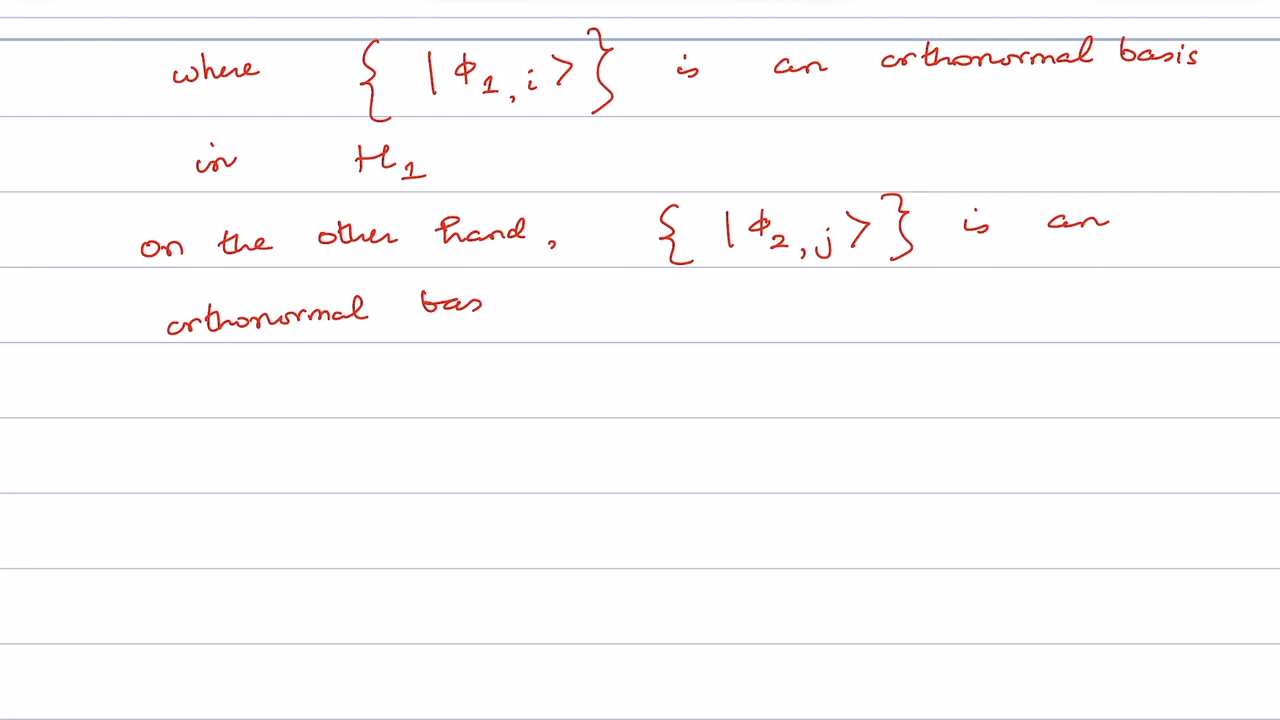 where { |ϕ₁,ᵢ> } is an orthonormal basis
in H₁
on the other hand, { |ϕ₂,ⱼ> } is an
orthonormal bas